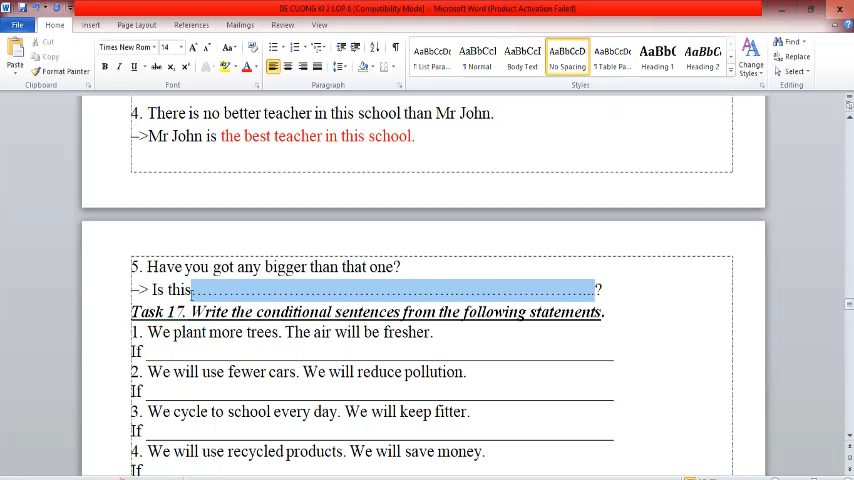 DE CUONG KI 2 LOP 6 [Compatibility Mode] - Microsoft Word (Product Activation Failed)
File Home Insert Page Layout References Mailings Review View
Paste Cut Copy Format Painter
Clipboard
Times New Rom 14
B I U abc
Font
Paragraph
AaBbCcDc AaBbCcI AaBbCcI AaBbCcD AaBbCcDc AaBbC AaBbC
¶ List Para... ¶ Normal Body Text No Spacing ¶ Table Pa... Heading 1 Heading 2
Styles
Change Styles
Find
Replace
Select
Editing
4. There is no better teacher in this school than Mr John.
–>Mr John is the best teacher in this school.
5. Have you got any bigger than that one?
–> Is this………………………………………………………………...?
Task 17. Write the conditional sentences from the following statements.
1. We plant more trees. The air will be fresher.
If ______________________________________________
2. We will use fewer cars. We will reduce pollution.
If ______________________________________________
3. We cycle to school every day. We will keep fitter.
If ______________________________________________
4. We will use recycled products. We will save money.
If ______________________________________________